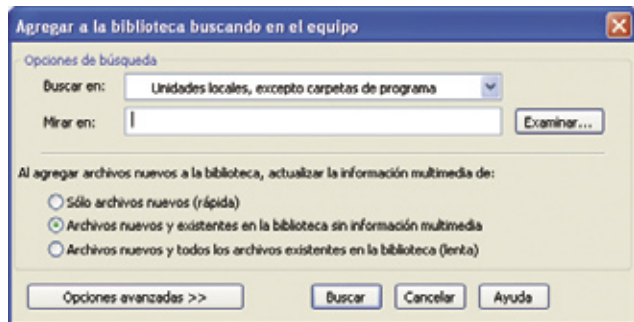 Agregar a la biblioteca buscando en el equipo
Opciones de búsqueda
Buscar en: Unidades locales, excepto carpetas de programa
Mirar en: Examinar...
Al agregar archivos nuevos a la biblioteca, actualizar la información multimedia de:
Sólo archivos nuevos (rápida)
Archivos nuevos y existentes en la biblioteca sin información multimedia
Archivos nuevos y todos los archivos existentes en la biblioteca (lenta)
Opciones avanzadas >> Buscar Cancelar Ayuda